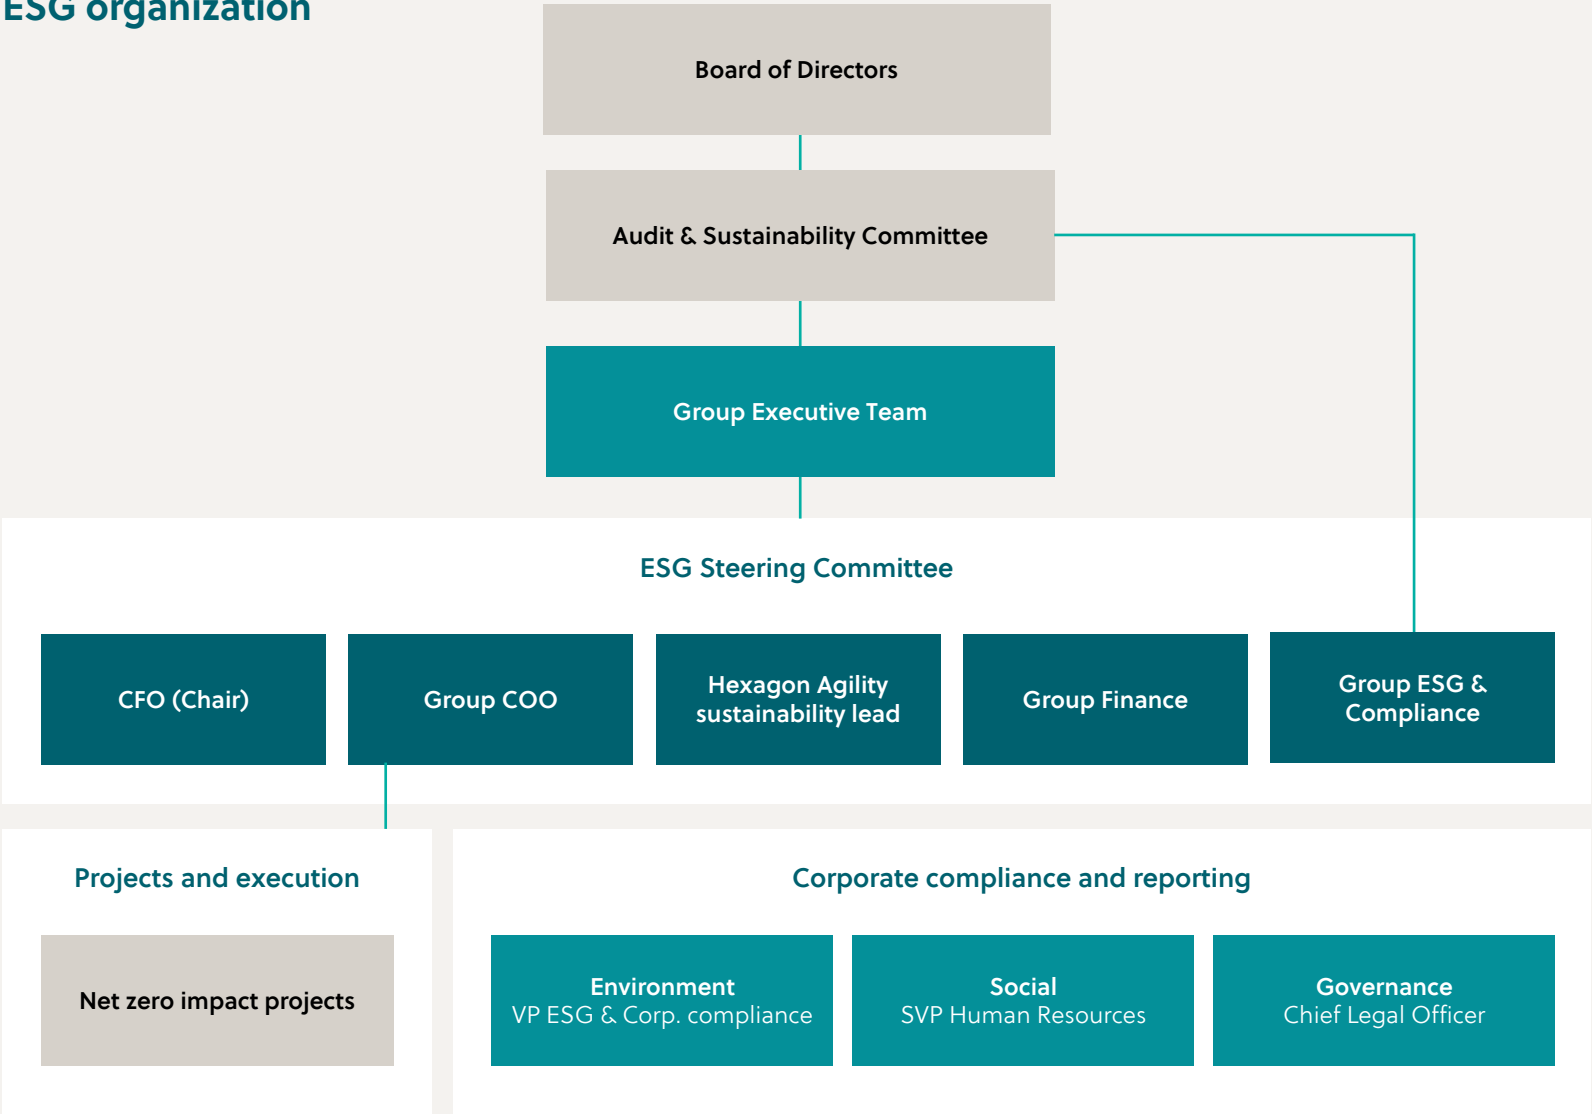 ESG organization
Board of Directors
Audit & Sustainability Committee
Group Executive Team
ESG Steering Committee
CFO (Chair)
Group COO
Hexagon Agility
sustainability lead
Group Finance
Group ESG &
Compliance
Projects and execution
Net zero impact projects
Corporate compliance and reporting
Environment
VP ESG & Corp. compliance
Social
SVP Human Resources
Governance
Chief Legal Officer